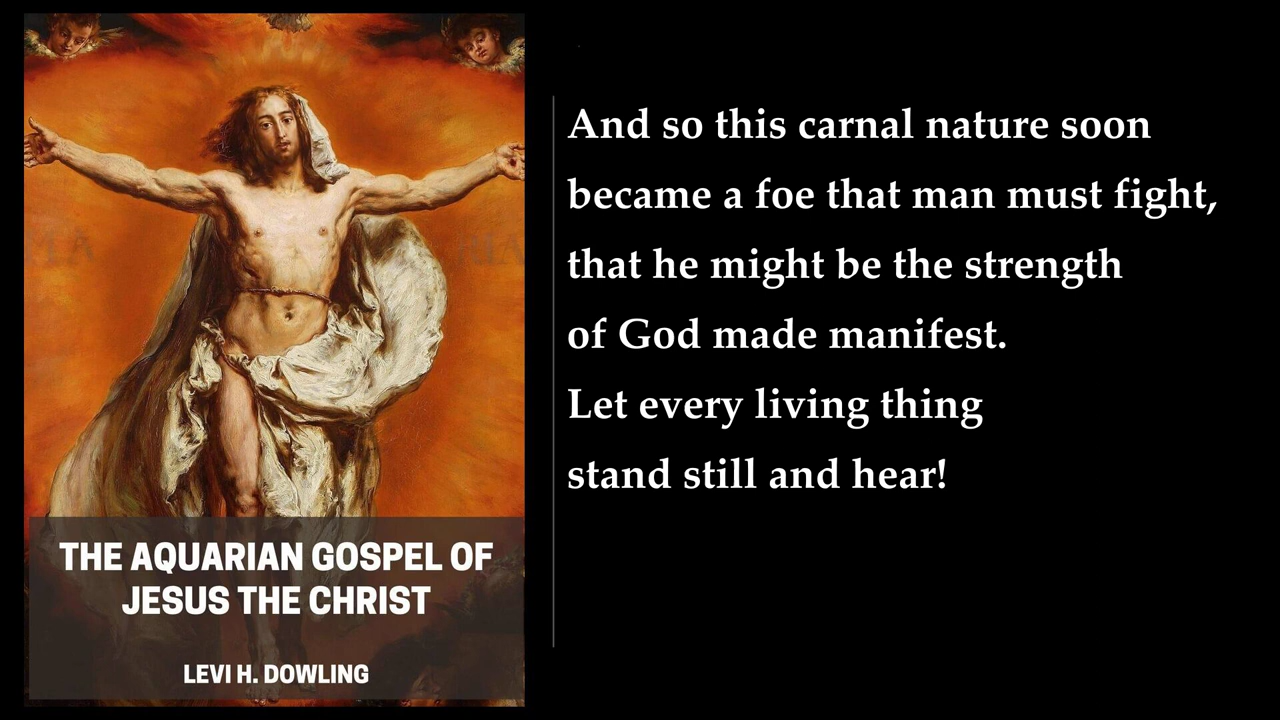 THE AQUARIAN GOSPEL OF
JESUS THE CHRIST
LEVI H. DOWLING
And so this carnal nature soon
became a foe that man must fight,
that he might be the strength
of God made manifest.
Let every living thing
stand still and hear!